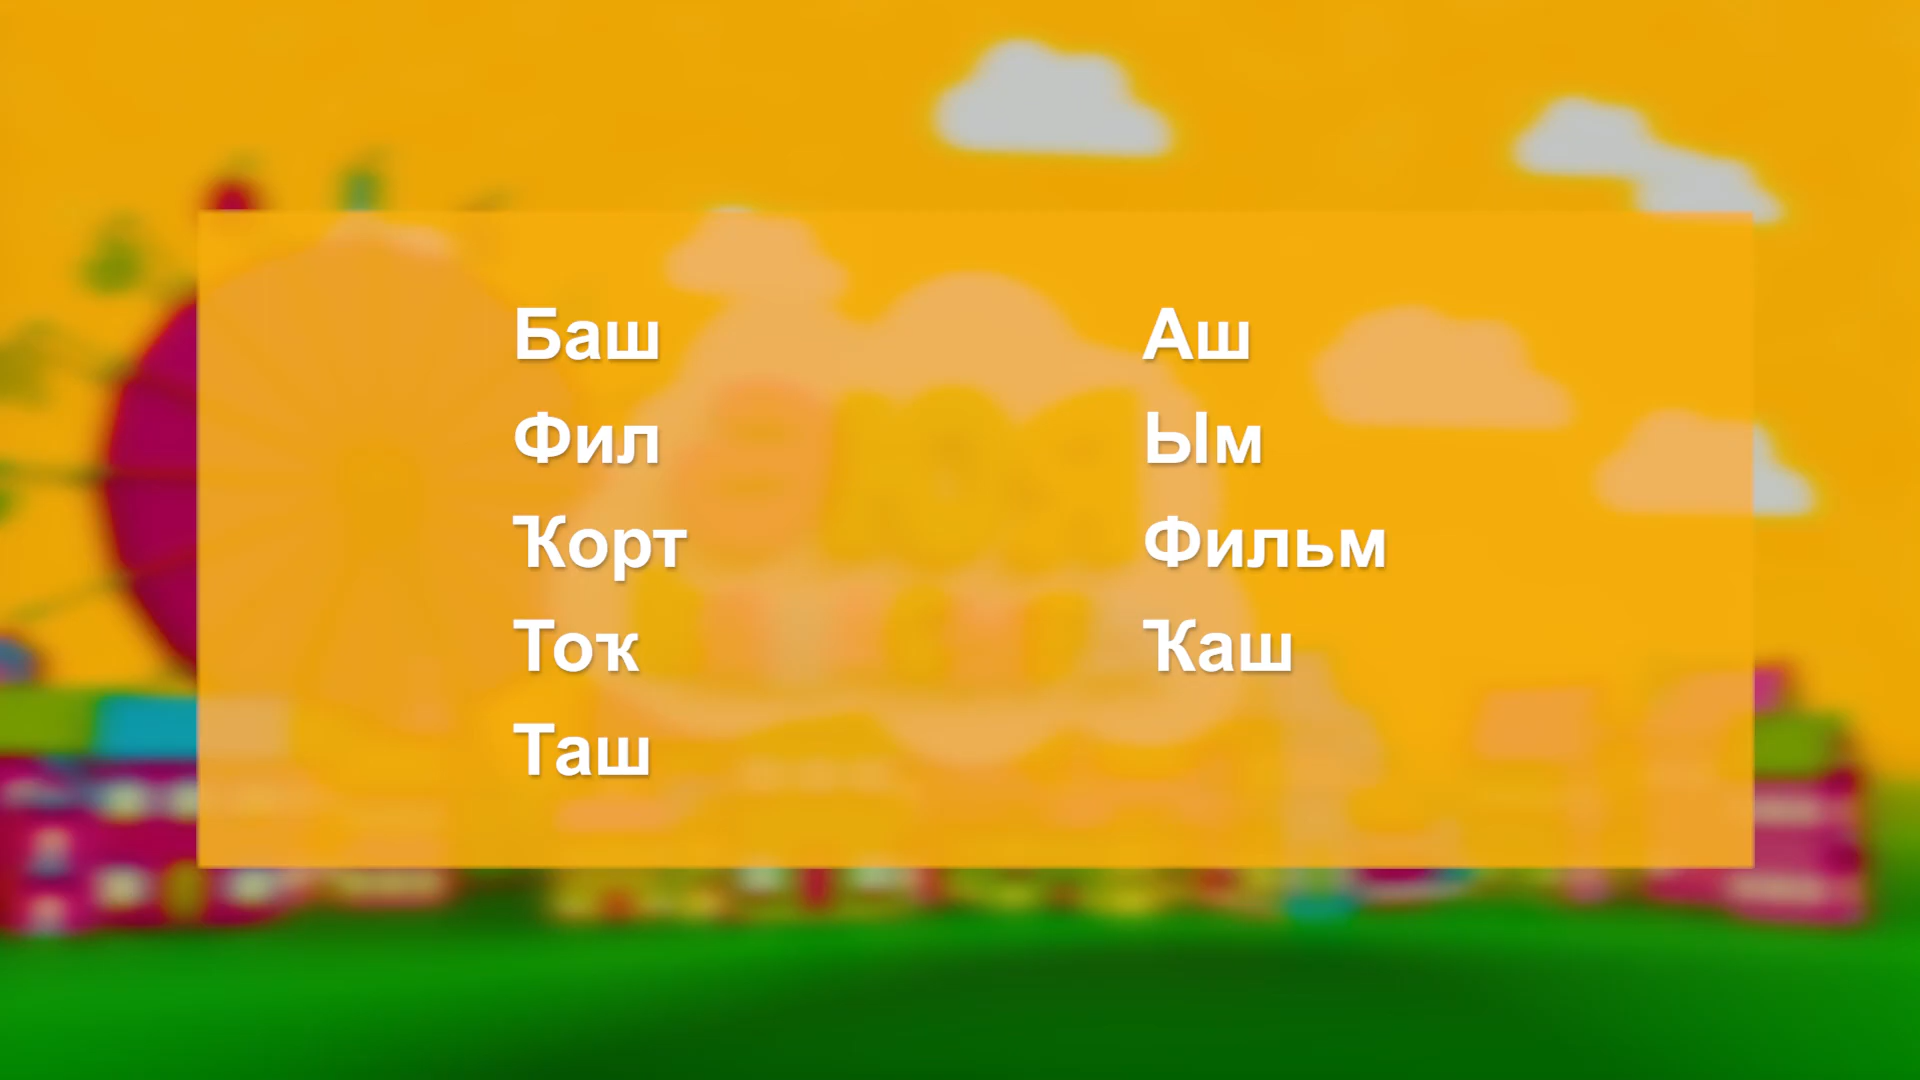 Баш
Фил
Ҡорт
Тоҡ
Таш
Аш
Ым
Фильм
Ҡаш